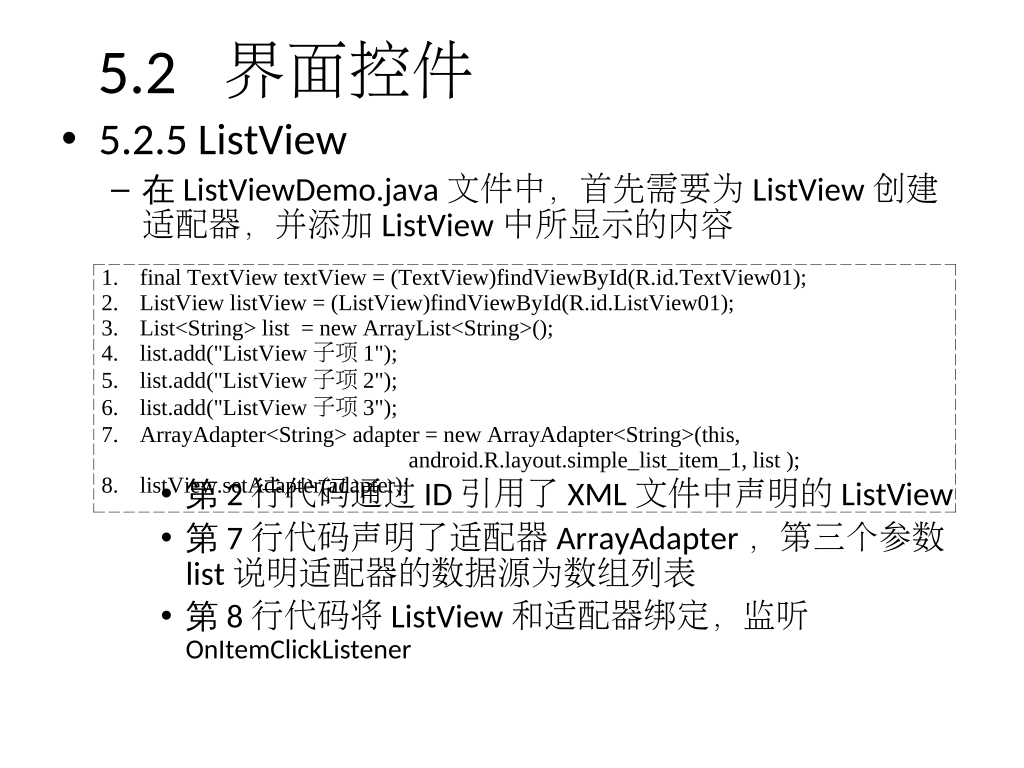 5.2 界面控件
• 5.2.5 ListView
– 在 ListViewDemo.java 文件中，首先需要为 ListView 创建
适配器，并添加 ListView 中所显示的内容
1. final TextView textView = (TextView)findViewById(R.id.TextView01);
2. ListView listView = (ListView)findViewById(R.id.ListView01);
3. List<String> list  = new ArrayList<String>();
4. list.add("ListView 子项 1");
5. list.add("ListView 子项 2");
6. list.add("ListView 子项 3");
7. ArrayAdapter<String> adapter = new ArrayAdapter<String>(this,
android.R.layout.simple_list_item_1, list );
8. listView.setAdapter(adapter);
• 第 2 行代码通过 ID 引用了 XML 文件中声明的 ListView
• 第 7 行代码声明了适配器 ArrayAdapter ，第三个参数
list 说明适配器的数据源为数组列表
• 第 8 行代码将 ListView 和适配器绑定，监听
OnItemClickListener